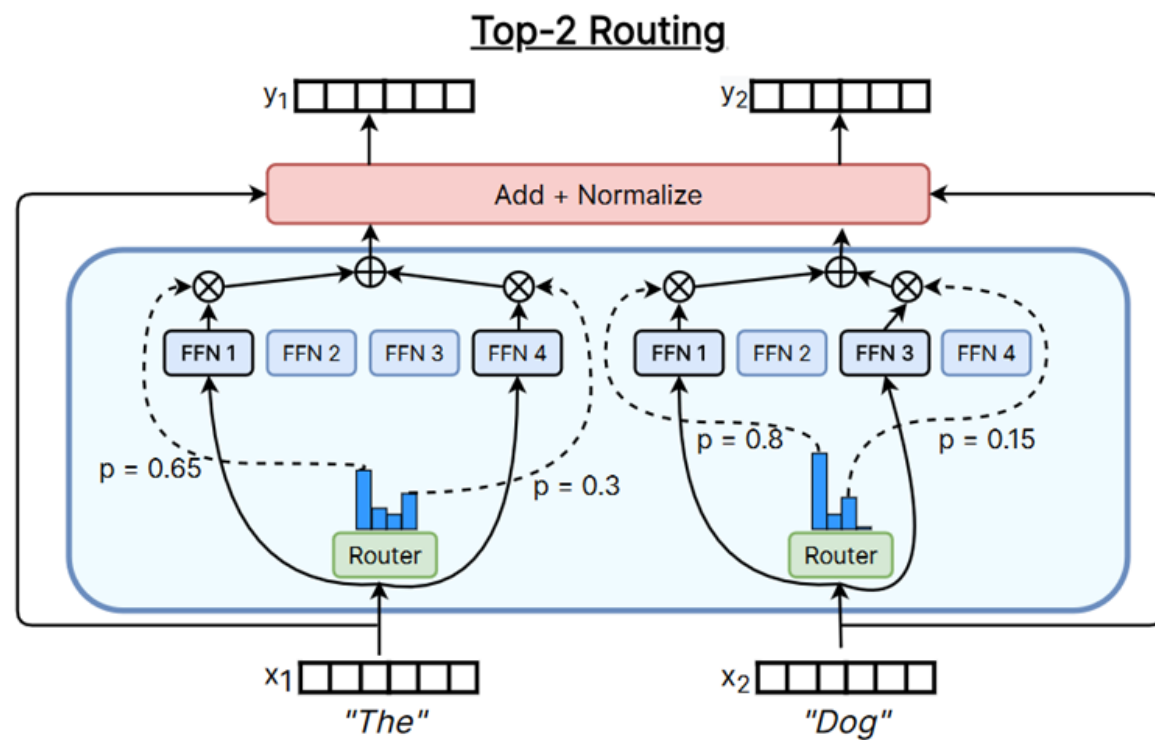 Top-2 Routing
y1 y2
Add + Normalize
FFN 1 FFN 2 FFN 3 FFN 4 FFN 1 FFN 2 FFN 3 FFN 4
p = 0.65 p = 0.3 p = 0.8 p = 0.15
Router Router
x1 x2
"The" "Dog"